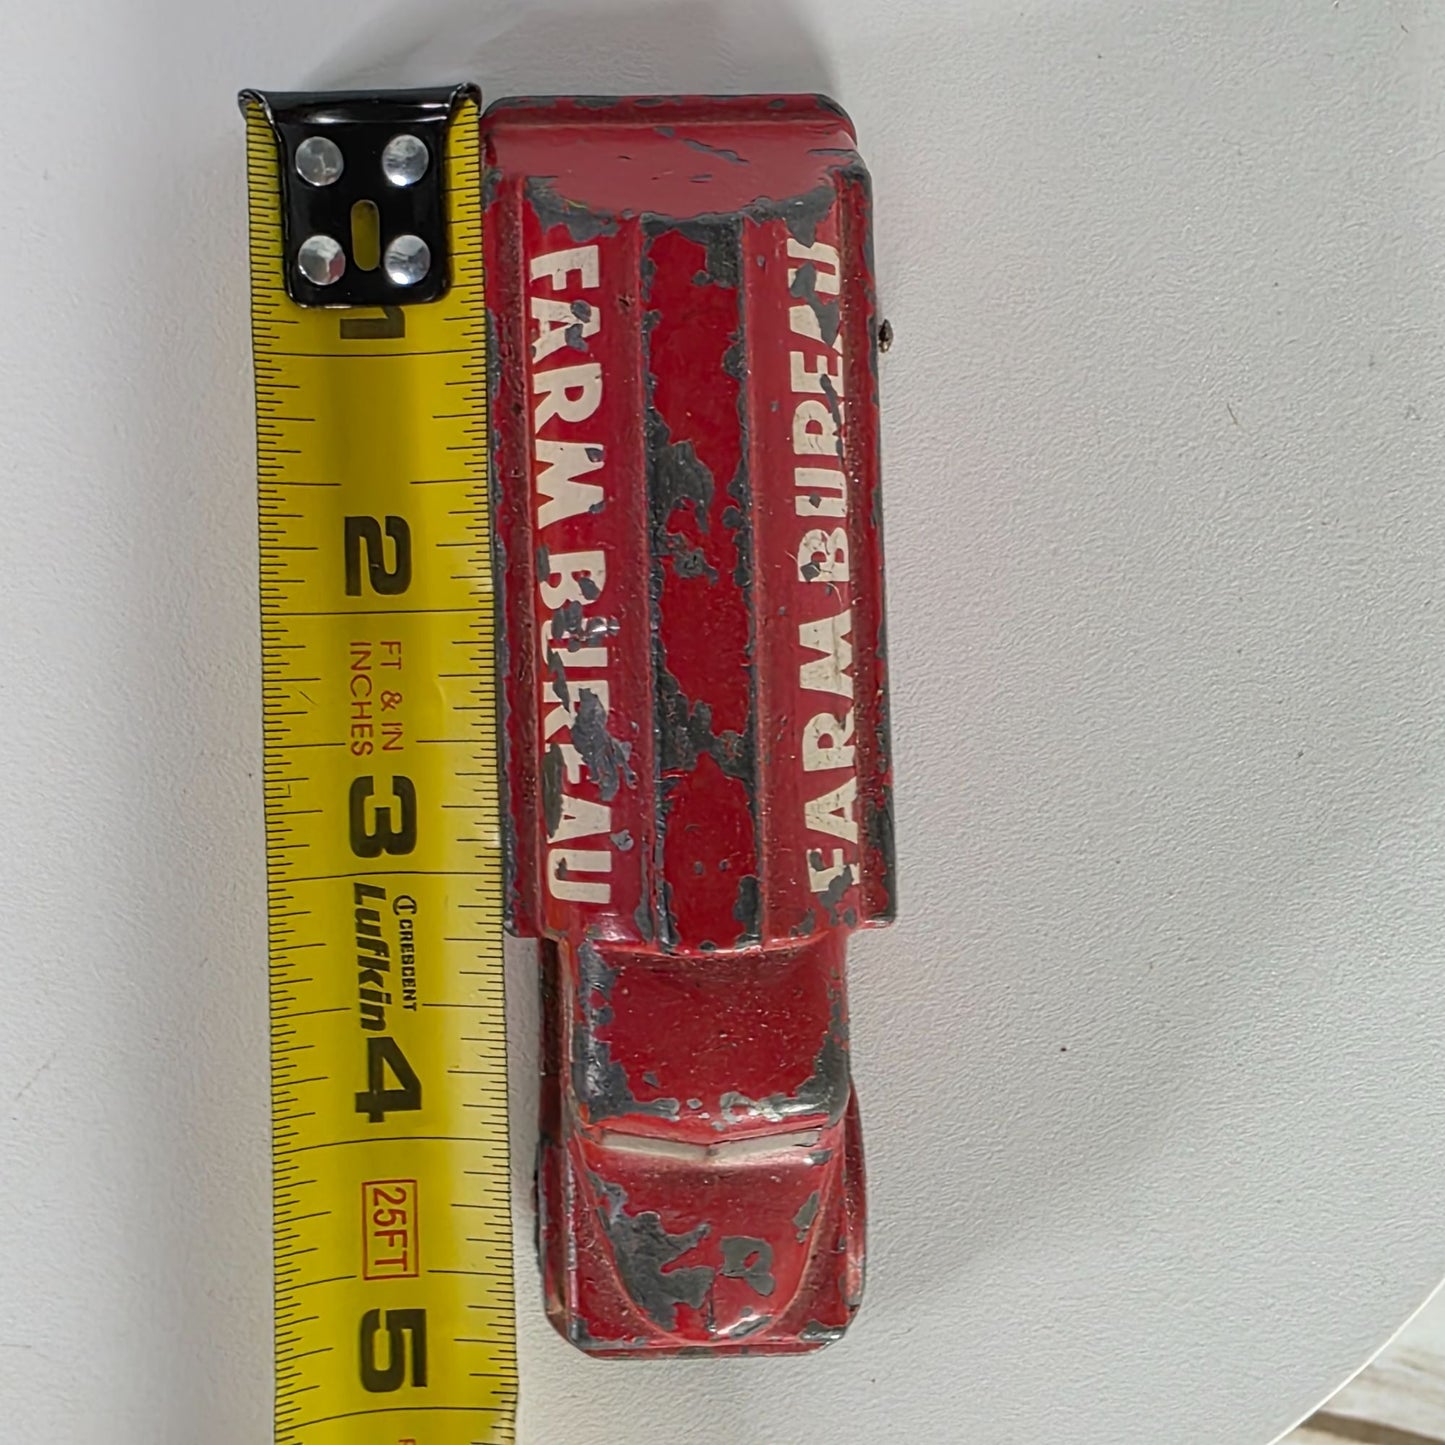 1
2
FT & IN
INCHES
3
CRESCENT
Lufkin
4
25FT
5
FARM BUREAU
FARM BUREAU